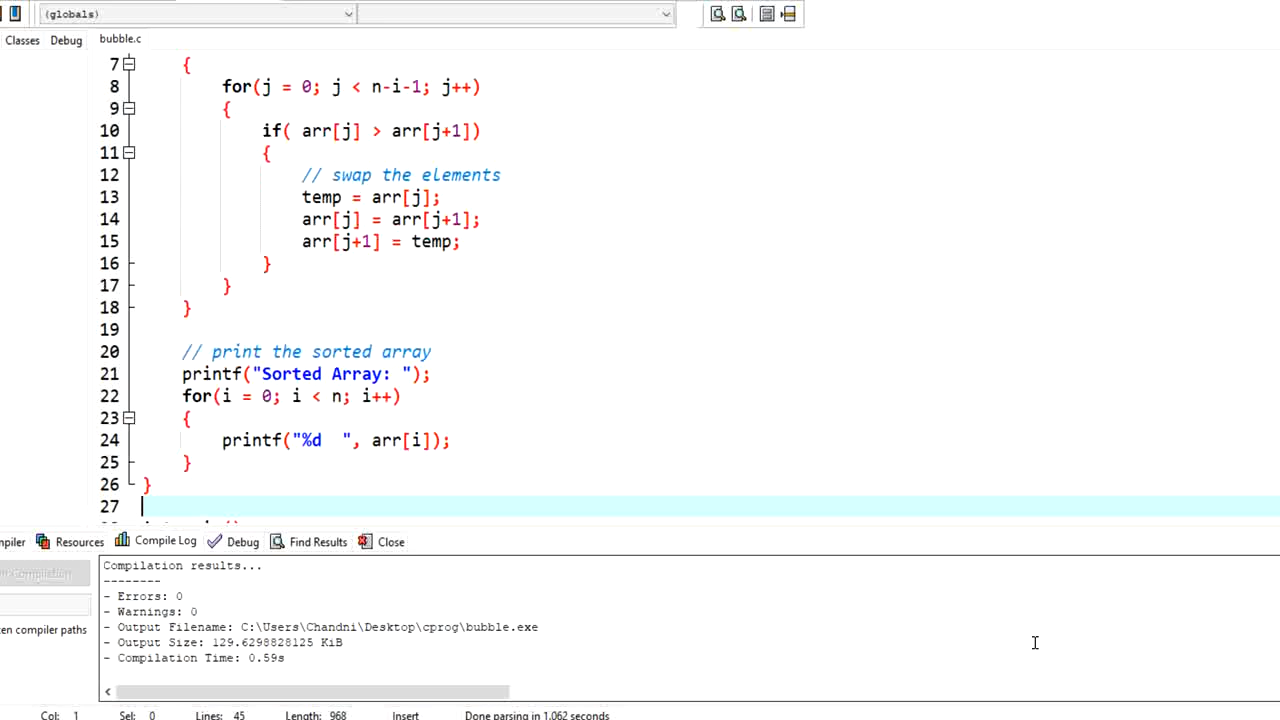 (globals)
Classes Debug bubble.c
7 {
8 for(j = 0; j < n-i-1; j++)
9 {
10 if( arr[j] > arr[j+1])
11 {
12 // swap the elements
13 temp = arr[j];
14 arr[j] = arr[j+1];
15 arr[j+1] = temp;
16 }
17 }
18 }
19
20 // print the sorted array
21 printf("Sorted Array: ");
22 for(i = 0; i < n; i++)
23 {
24 printf("%d  ", arr[i]);
25 }
26 }
27
mpiler Resources Compile Log Debug Find Results Close
Compilation results...
Compilation
--------
- Errors: 0
- Warnings: 0
- Output Filename: C:\Users\Chandni\Desktop\cprog\bubble.exe
ten compiler paths
- Output Size: 129.6298828125 KiB
- Compilation Time: 0.59s
Col: 1 Sel: 0 Lines: 45 Length: 968 Insert Done parsing in 1.062 seconds